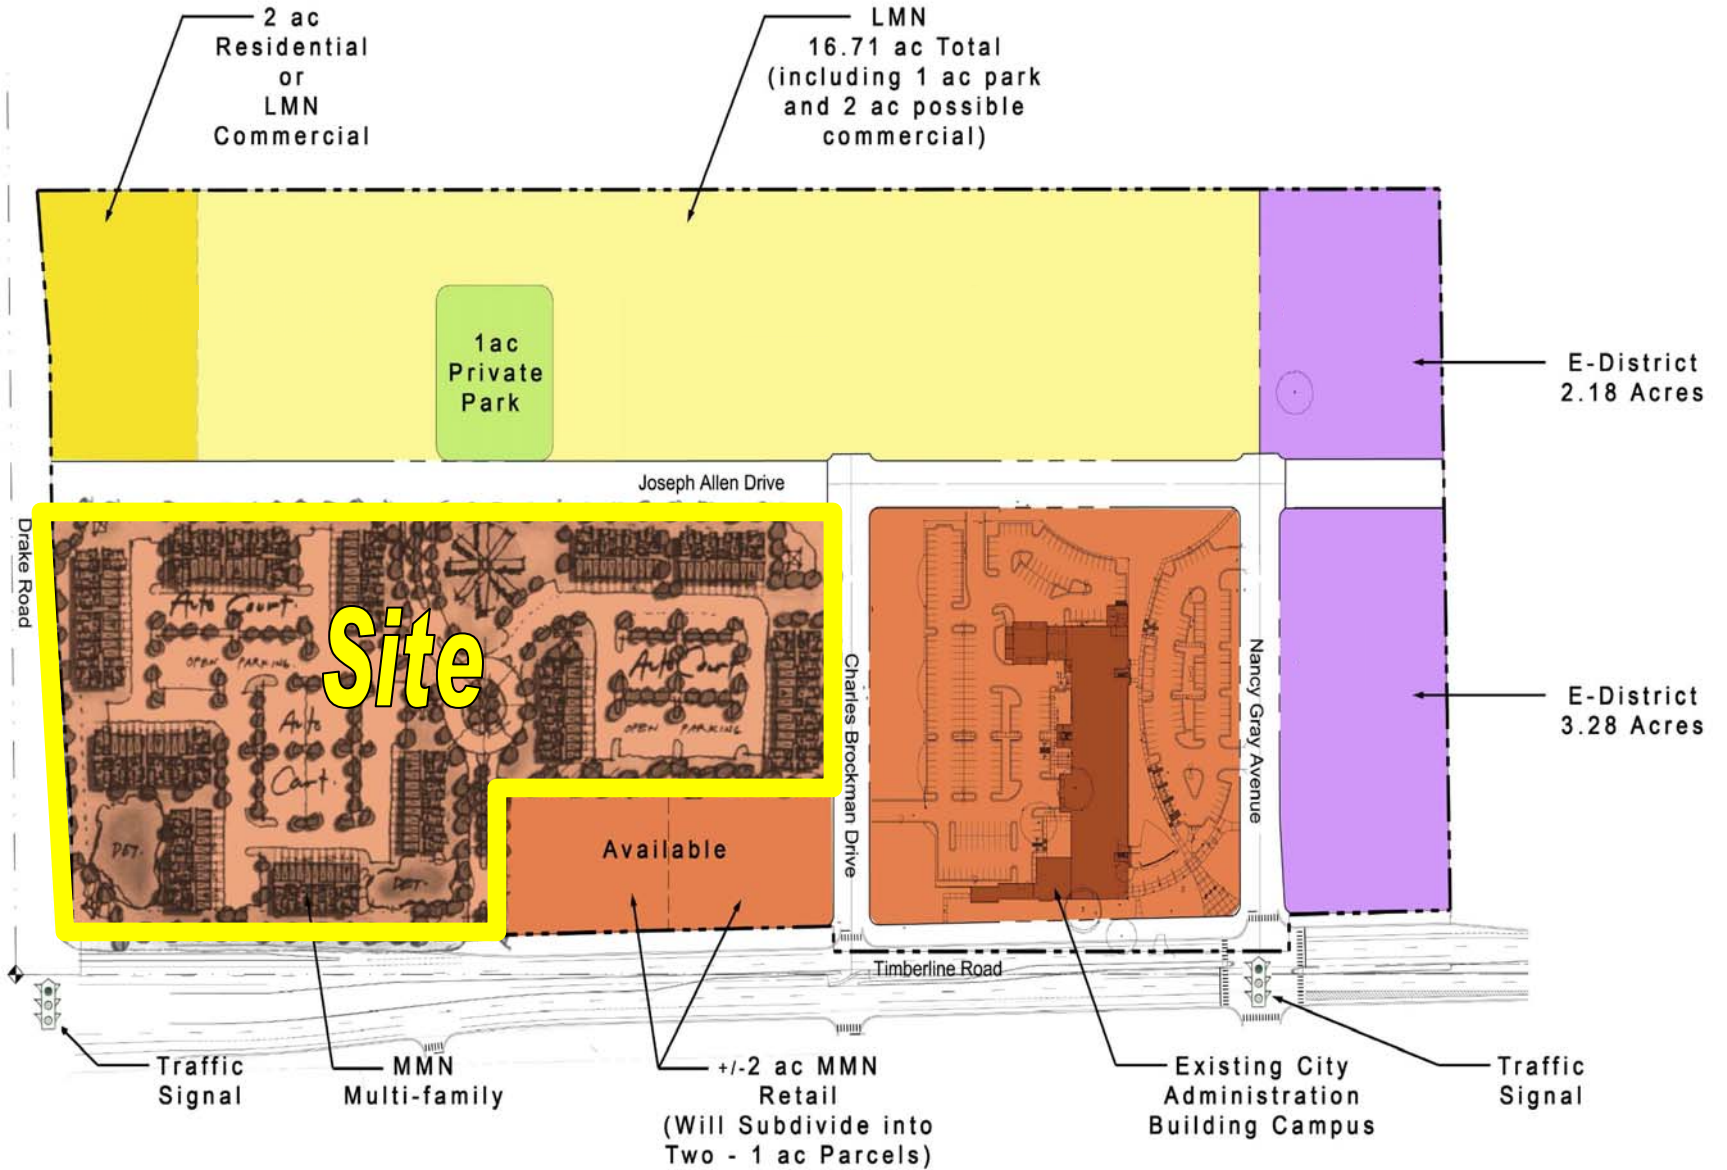 2 ac
Residential
or
LMN
Commercial
LMN
16.71 ac Total
(including 1 ac park
and 2 ac possible
commercial)
1ac
Private
Park
E-District
2.18 Acres
Joseph Allen Drive
Drake Road
Auto Court.
OPEN PARKING.
Site
Auto Court
OPEN PARKING
Auto
Court.
DET.
DET.
Charles Brockman Drive
Nancy Gray Avenue
E-District
3.28 Acres
Available
Timberline Road
Traffic
Signal
MMN
Multi-family
+/-2 ac MMN
Retail
(Will Subdivide into
Two - 1 ac Parcels)
Existing City
Administration
Building Campus
Traffic
Signal